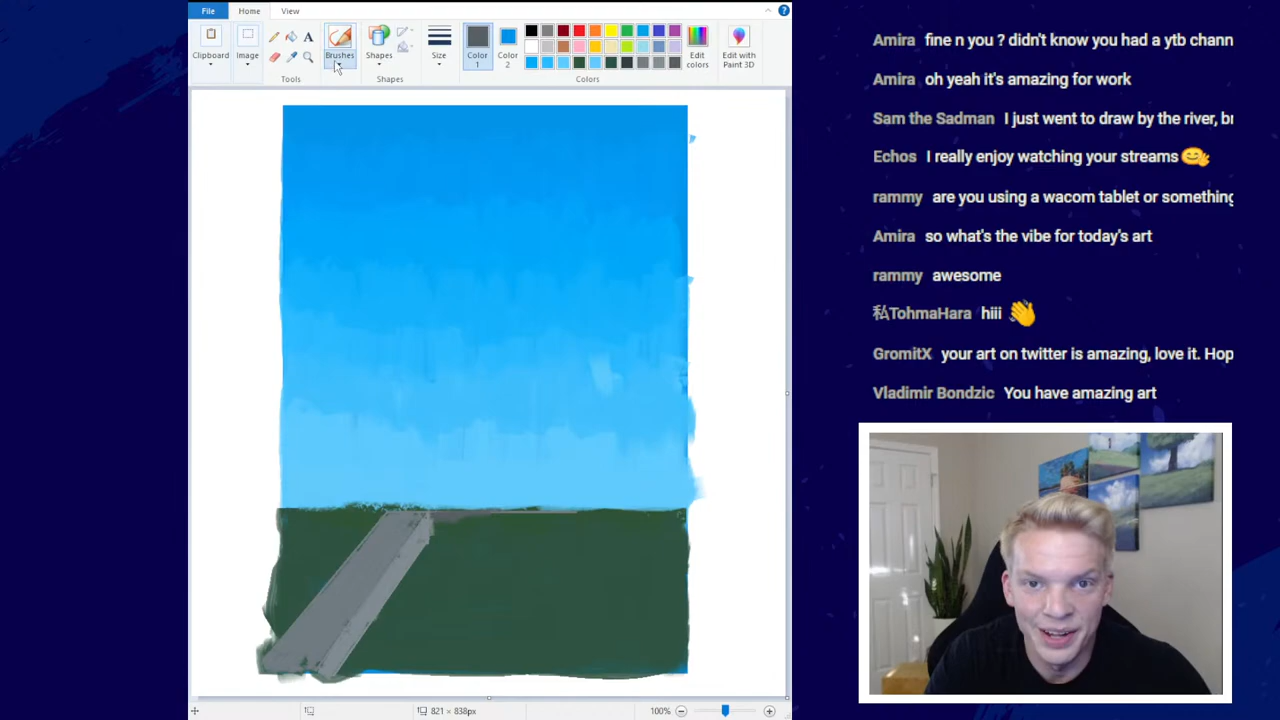 File Home View
Clipboard
Image
Tools
Brushes
Shapes
Shapes
Size
Color
1
Color
2
Edit
colors
Edit with
Paint 3D
Colors
821 × 838px
100%
Amira fine n you ? didn't know you had a ytb chann
Amira oh yeah it's amazing for work
Sam the Sadman I just went to draw by the river, br
Echos I really enjoy watching your streams
rammy are you using a wacom tablet or something
Amira so what's the vibe for today's art
rammy awesome
私TohmaHara hiii
GromitX your art on twitter is amazing, love it. Hop
Vladimir Bondzic You have amazing art